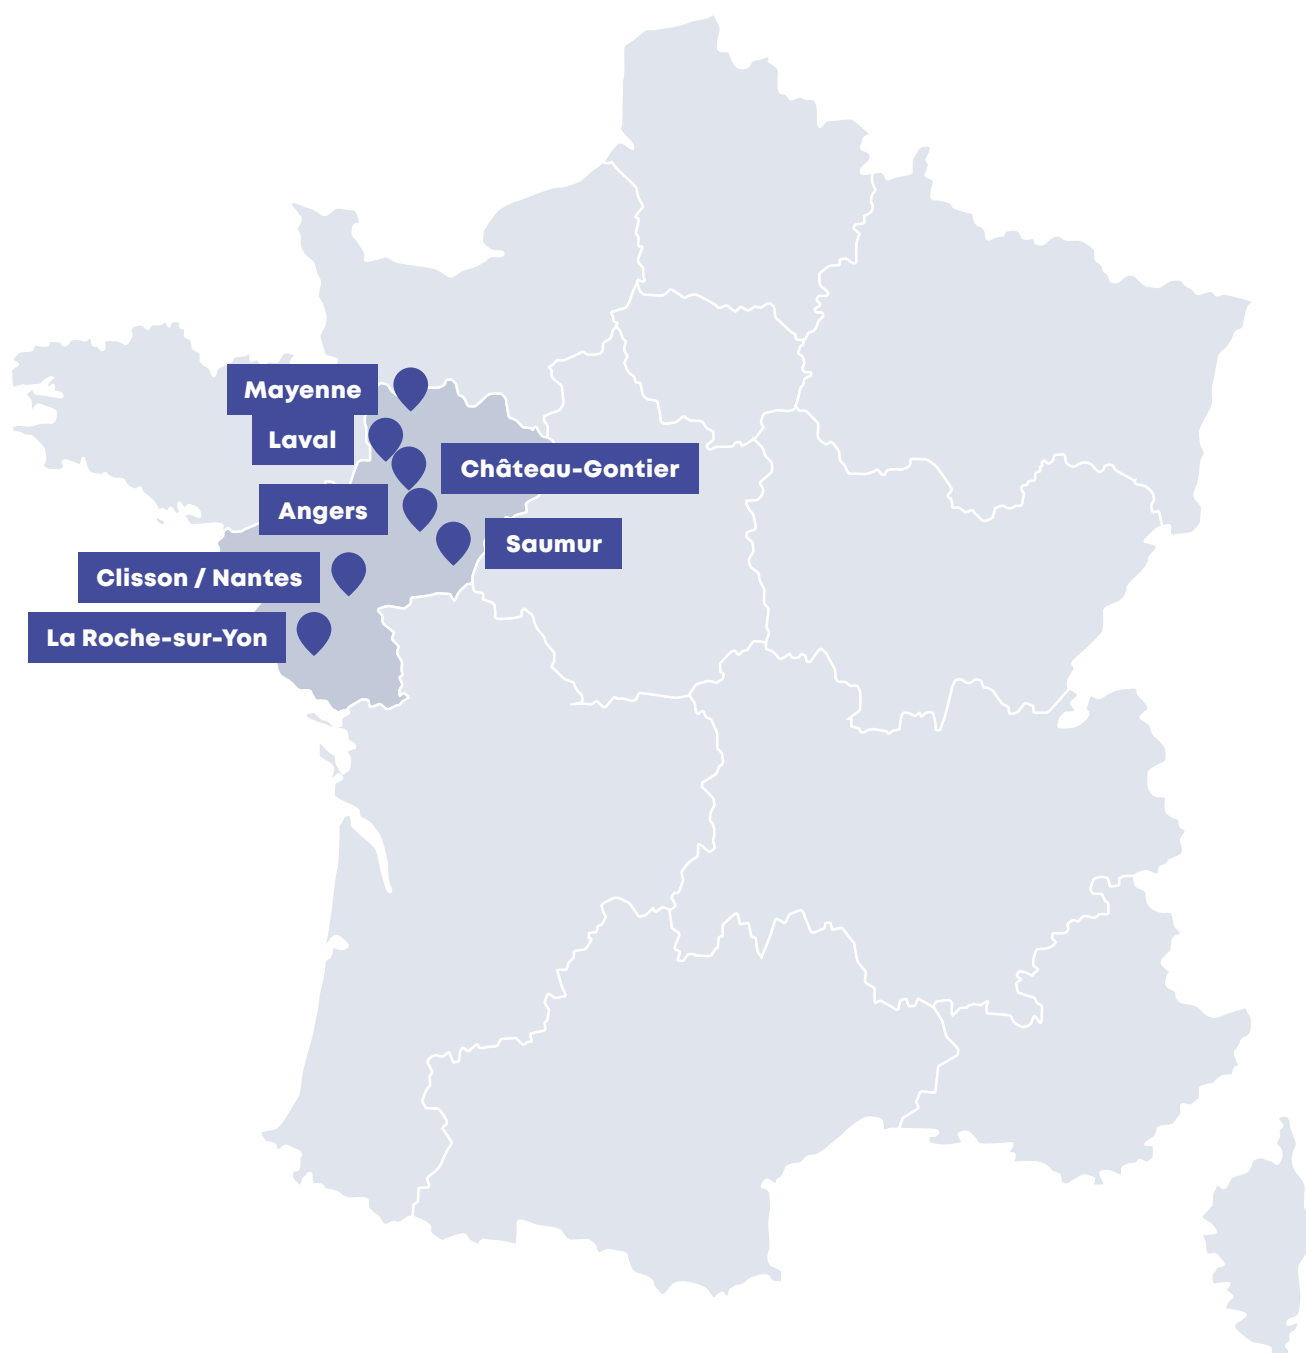 Mayenne
Laval
Château-Gontier
Angers
Saumur
Clisson / Nantes
La Roche-sur-Yon